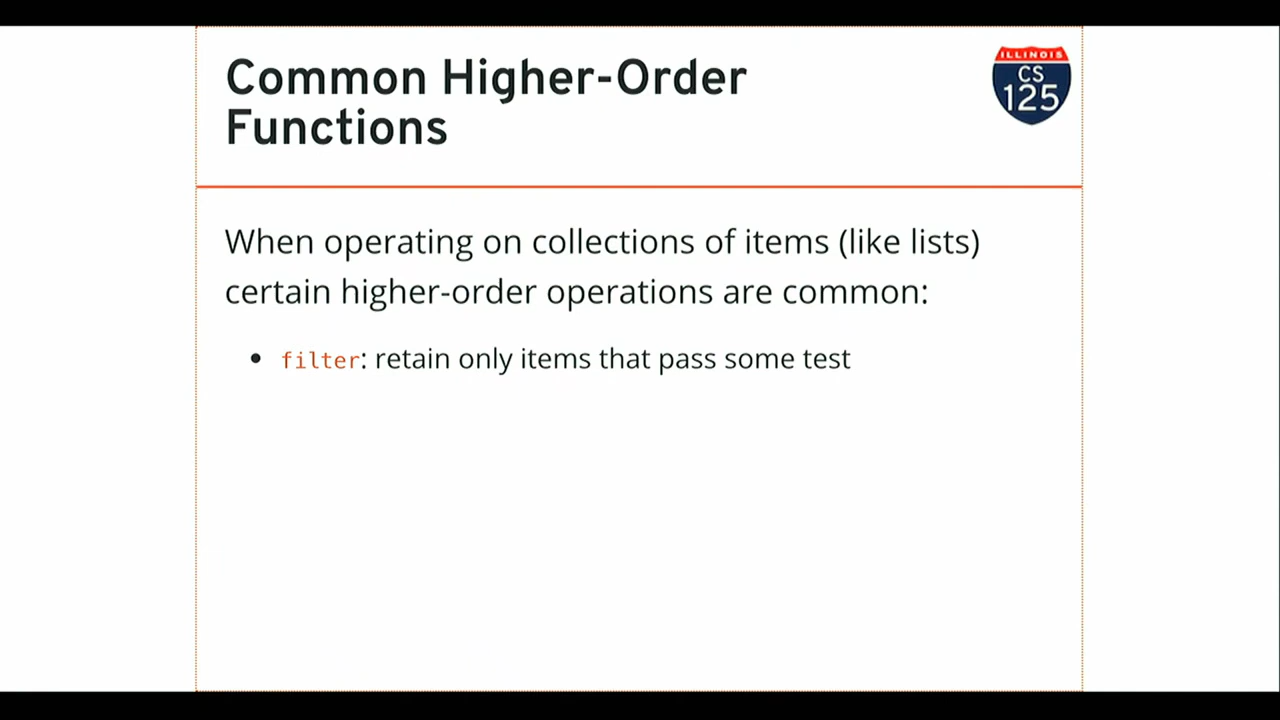 Common Higher-Order
Functions
ILLINOIS
CS
125
When operating on collections of items (like lists)
certain higher-order operations are common:
• filter: retain only items that pass some test